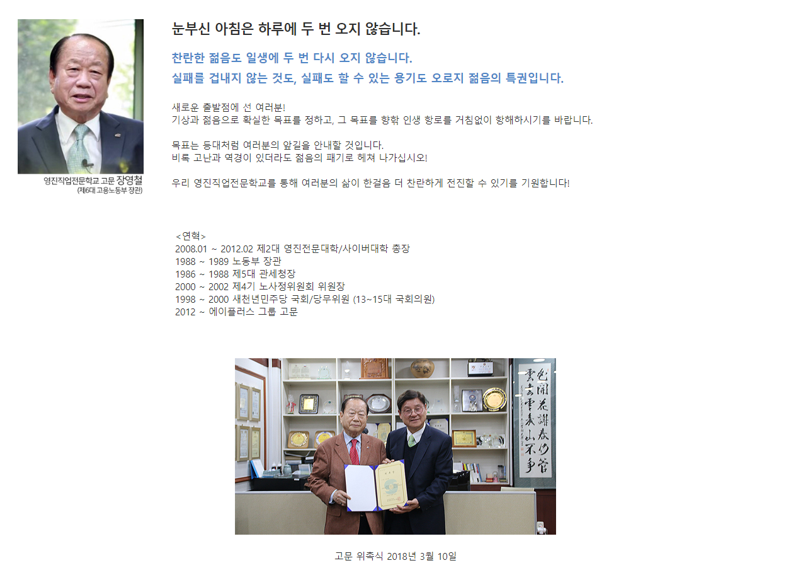 눈부신 아침은 하루에 두 번 오지 않습니다.
찬란한 젊음도 일생에 두 번 다시 오지 않습니다.
실패를 겁내지 않는 것도, 실패도 할 수 있는 용기도 오로지 젊음의 특권입니다.
새로운 출발점에 선 여러분!
기상과 젊음으로 확실한 목표를 정하고, 그 목표를 향한 인생 항로를 거침없이 항해하시기를 바랍니다.
목표는 등대처럼 여러분의 앞길을 안내할 것입니다.
비록 고난과 역경이 있더라도 젊음의 패기로 헤쳐 나가십시오!
우리 영진직업전문학교를 통해 여러분의 삶이 한걸음 더 찬란하게 전진할 수 있기를 기원합니다!
영진직업전문학교 고문 장영철
(제6대 고용노동부 장관)
<연혁>
2008.01 ~ 2012.02 제2대 영진전문대학/사이버대학 총장
1988 ~ 1989 노동부 장관
1986 ~ 1988 제5대 관세청장
2000 ~ 2002 제4기 노사정위원회 위원장
1998 ~ 2000 새천년민주당 국회/당무위원 (13~15대 국회의원)
2012 ~ 에이플러스 그룹 고문
고문 위촉식 2018년 3월 10일